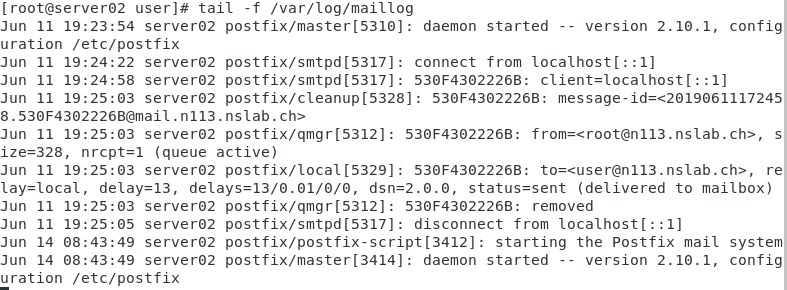 [root@server02 user]# tail -f /var/log/maillog
Jun 11 19:23:54 server02 postfix/master[5310]: daemon started -- version 2.10.1, config
uration /etc/postfix
Jun 11 19:24:22 server02 postfix/smtpd[5317]: connect from localhost[::1]
Jun 11 19:24:58 server02 postfix/smtpd[5317]: 530F4302226B: client=localhost[::1]
Jun 11 19:25:03 server02 postfix/cleanup[5328]: 530F4302226B: message-id=<2019061117245
8.530F4302226B@mail.n113.nslab.ch>
Jun 11 19:25:03 server02 postfix/qmgr[5312]: 530F4302226B: from=<root@n113.nslab.ch>, s
ize=328, nrcpt=1 (queue active)
Jun 11 19:25:03 server02 postfix/local[5329]: 530F4302226B: to=<user@n113.nslab.ch>, re
lay=local, delay=13, delays=13/0.01/0/0, dsn=2.0.0, status=sent (delivered to mailbox)
Jun 11 19:25:03 server02 postfix/qmgr[5312]: 530F4302226B: removed
Jun 11 19:25:05 server02 postfix/smtpd[5317]: disconnect from localhost[::1]
Jun 14 08:43:49 server02 postfix/postfix-script[3412]: starting the Postfix mail system
Jun 14 08:43:49 server02 postfix/master[3414]: daemon started -- version 2.10.1, config
uration /etc/postfix